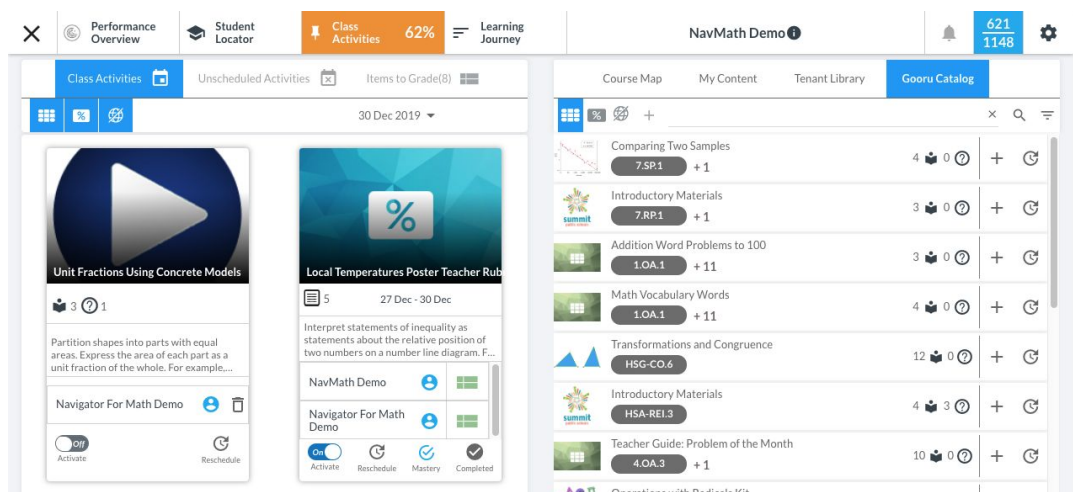 Performance Overview
Student Locator
Class Activities 62%
Learning Journey
NavMath Demo
621
1148
Class Activities
Unscheduled Activities
Items to Grade(8)
30 Dec 2019
Unit Fractions Using Concrete Models
3 1
Partition shapes into parts with equal
areas. Express the area of each part as a
unit fraction of the whole. For example,...
Navigator For Math Demo
Off
Activate
Reschedule
%
Local Temperatures Poster Teacher Rub
5 27 Dec - 30 Dec
Interpret statements of inequality as
statements about the relative position of
two numbers on a number line diagram. F...
NavMath Demo
Navigator For Math
Demo
On
Activate
Reschedule
Mastery
Completed
Course Map
My Content
Tenant Library
Gooru Catalog
Comparing Two Samples
7.SP.1 + 1
4 0
Introductory Materials
summit
7.RP.1 + 1
3 0
Addition Word Problems to 100
1.OA.1 + 11
3 0
Math Vocabulary Words
1.OA.1 + 11
4 0
Transformations and Congruence
HSG-CO.6
12 0
Introductory Materials
summit
HSA-REI.3
4 3
Teacher Guide: Problem of the Month
4.OA.3 + 1
10 0